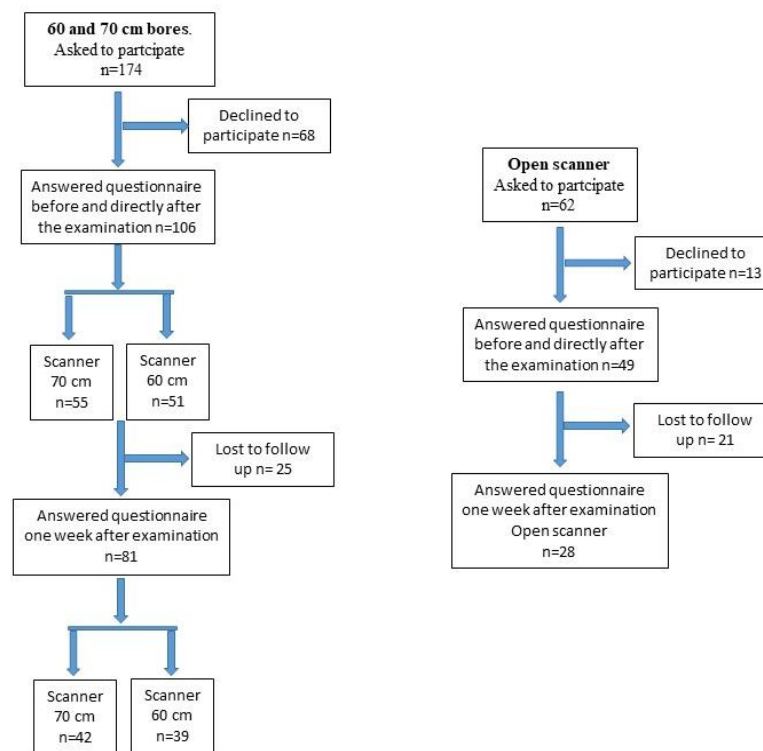 60 and 70 cm bores.
Asked to partcipate
n=174
Declined to
participate n=68
Answered questionnaire
before and directly after
the examination n=106
Scanner
70 cm
n=55
Scanner
60 cm
n=51
Lost to follow
up n= 25
Answered questionnaire
one week after examination
n=81
Scanner
70 cm
n=42
Scanner
60 cm
n=39
Open scanner
Asked to partcipate
n=62
Declined to
participate n=13
Answered questionnaire
before and directly after
the examination n=49
Lost to follow
up n= 21
Answered questionnaire
one week after examination
Open scanner
n=28